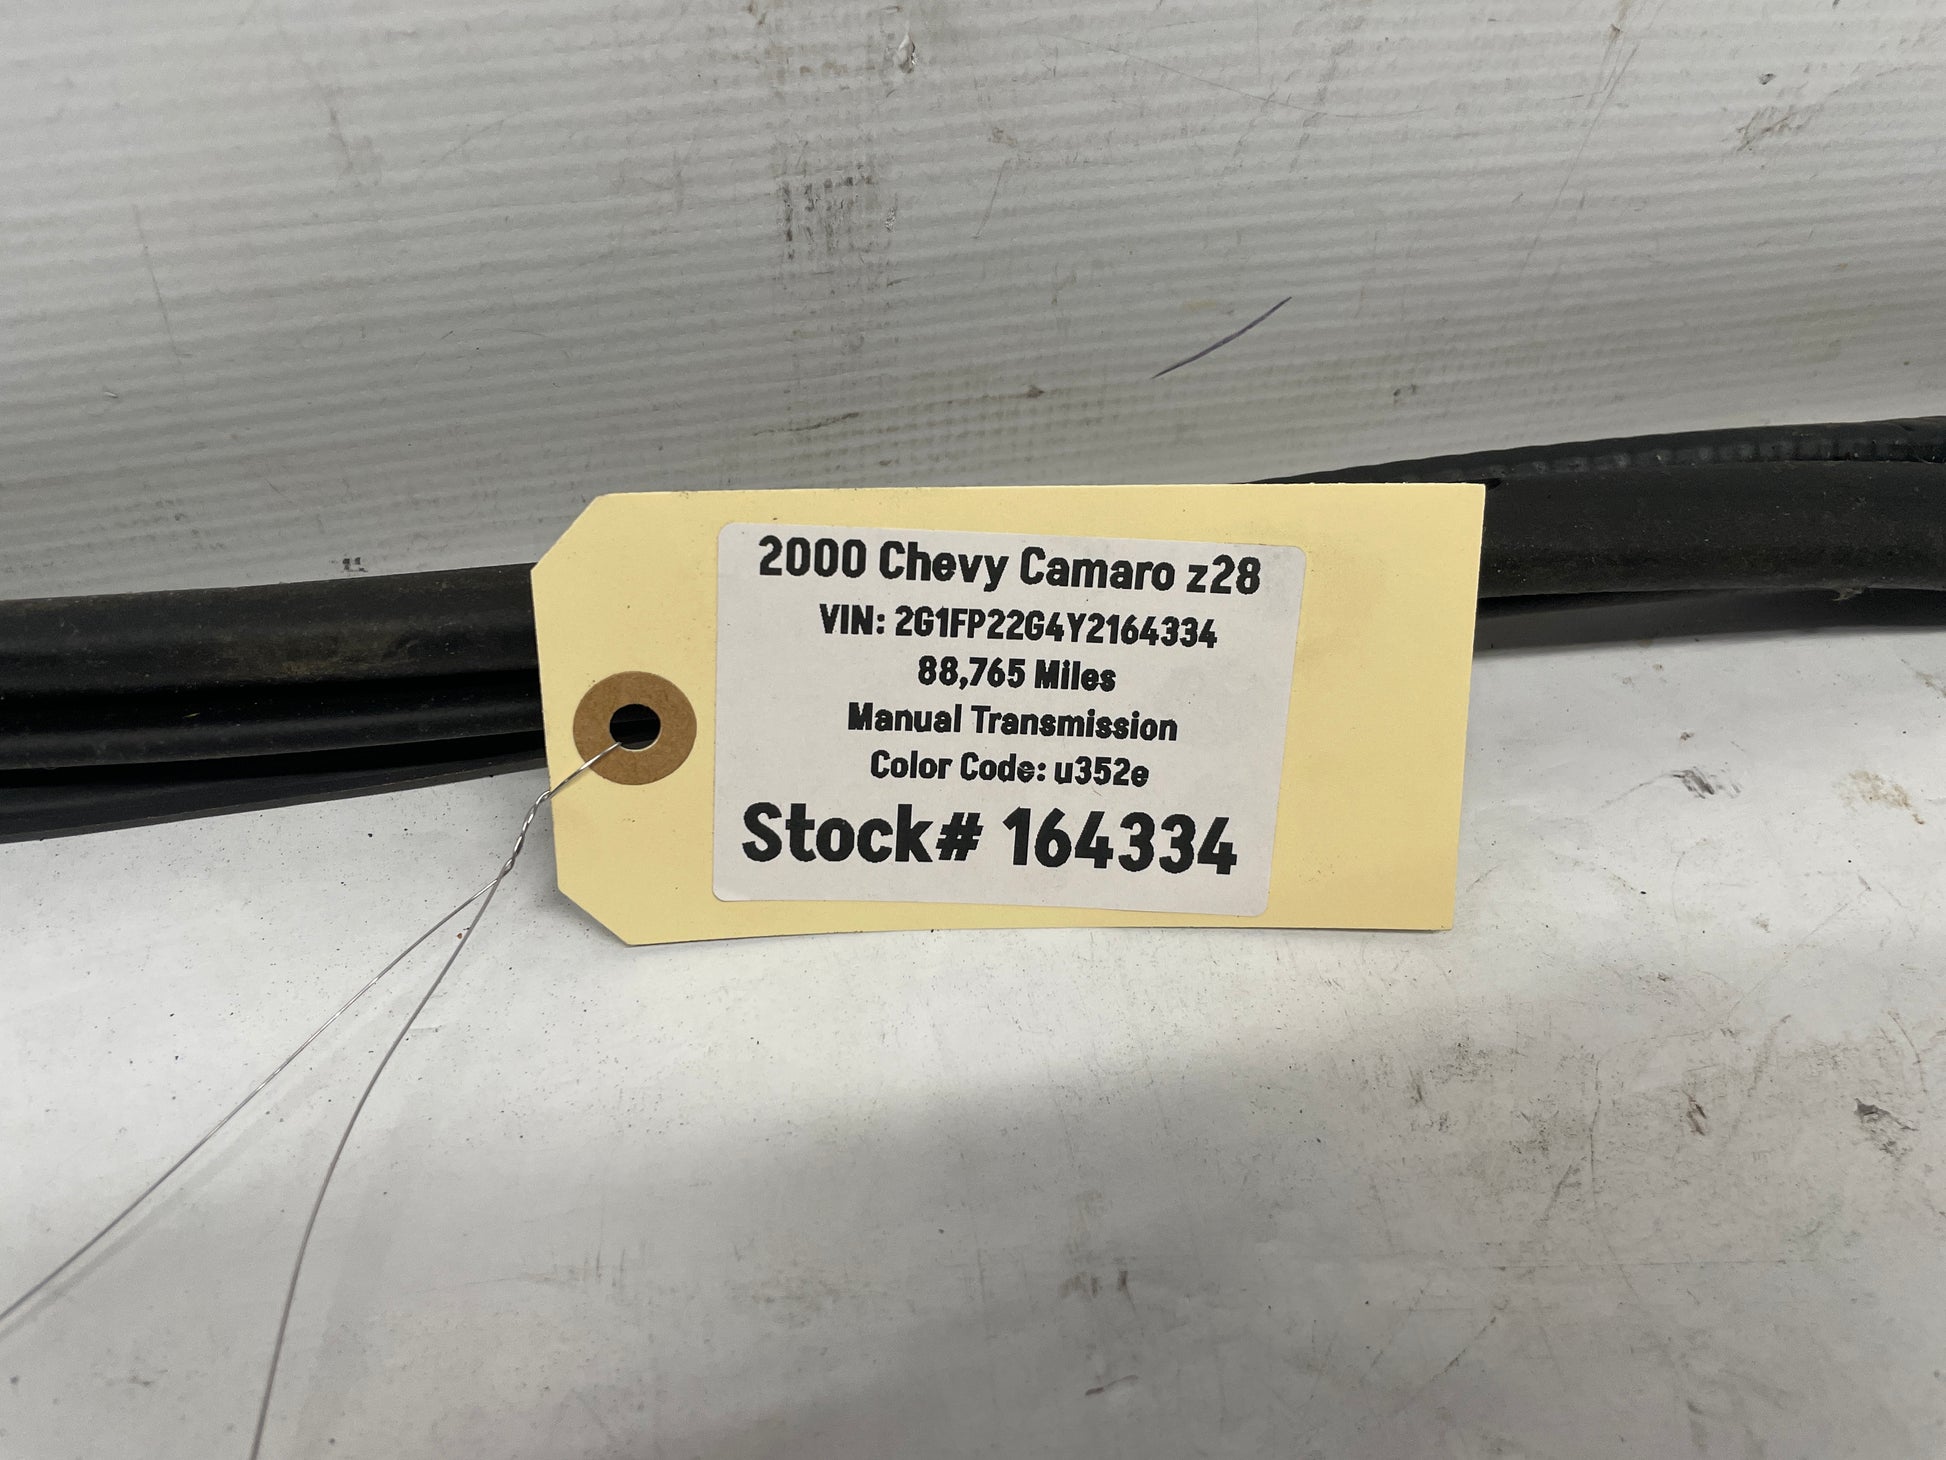 2000 Chevy Camaro z28
VIN: 2G1FP22G4Y2164334
88,765 Miles
Manual Transmission
Color Code: u352e
Stock# 164334